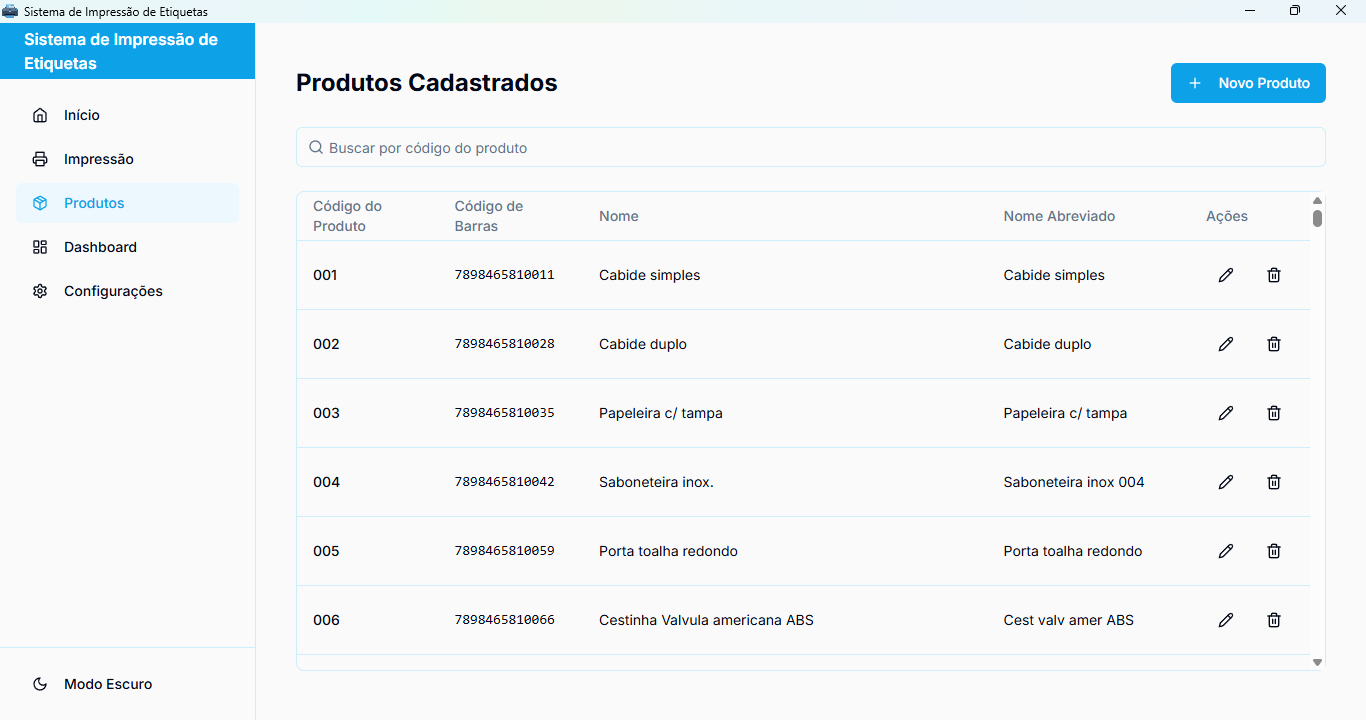 Sistema de Impressão de Etiquetas
Sistema de Impressão de
Etiquetas
Início
Impressão
Produtos
Dashboard
Configurações
Modo Escuro
Produtos Cadastrados
Novo Produto
Buscar por código do produto
Código do Produto Código de Barras Nome Nome Abreviado Ações
001 7898465810011 Cabide simples Cabide simples
002 7898465810028 Cabide duplo Cabide duplo
003 7898465810035 Papeleira c/ tampa Papeleira c/ tampa
004 7898465810042 Saboneteira inox. Saboneteira inox 004
005 7898465810059 Porta toalha redondo Porta toalha redondo
006 7898465810066 Cestinha Valvula americana ABS Cest valv amer ABS